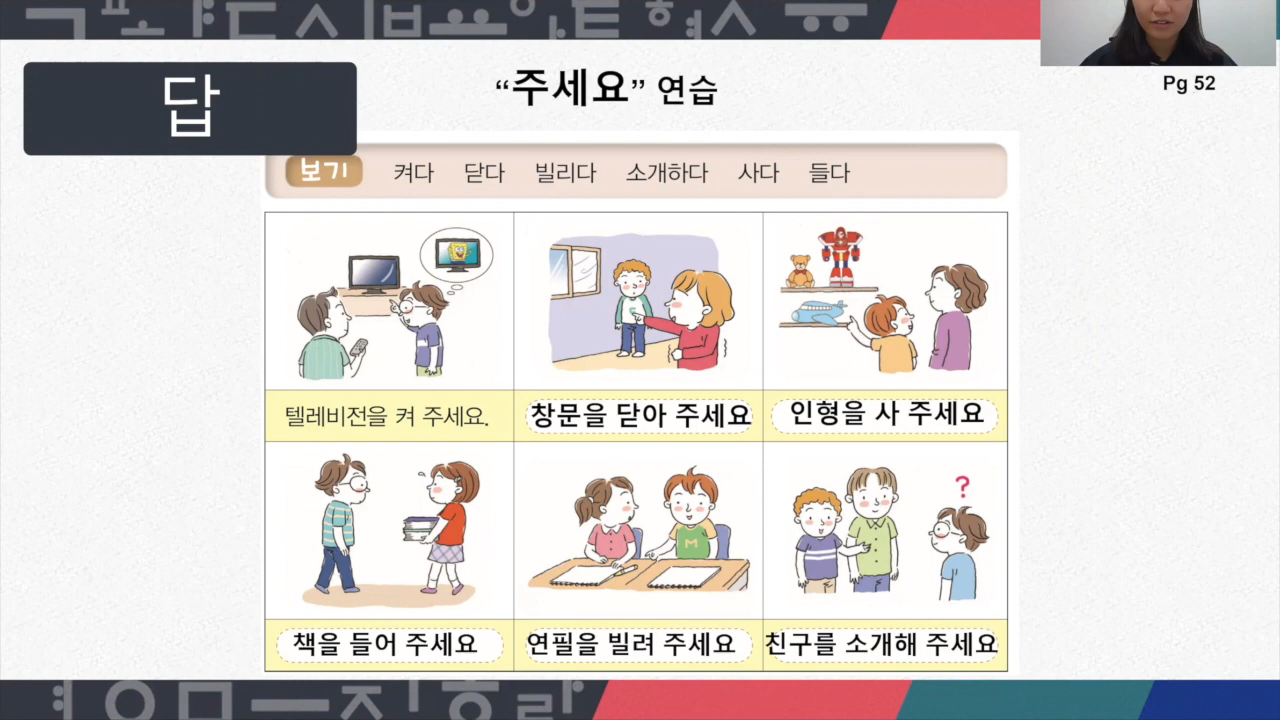 답
“주세요” 연습
Pg 52
보기 켜다 닫다 빌리다 소개하다 사다 들다
텔레비전을 켜 주세요.
창문을 닫아 주세요
인형을 사 주세요
?
M
책을 들어 주세요
연필을 빌려 주세요
친구를 소개해 주세요